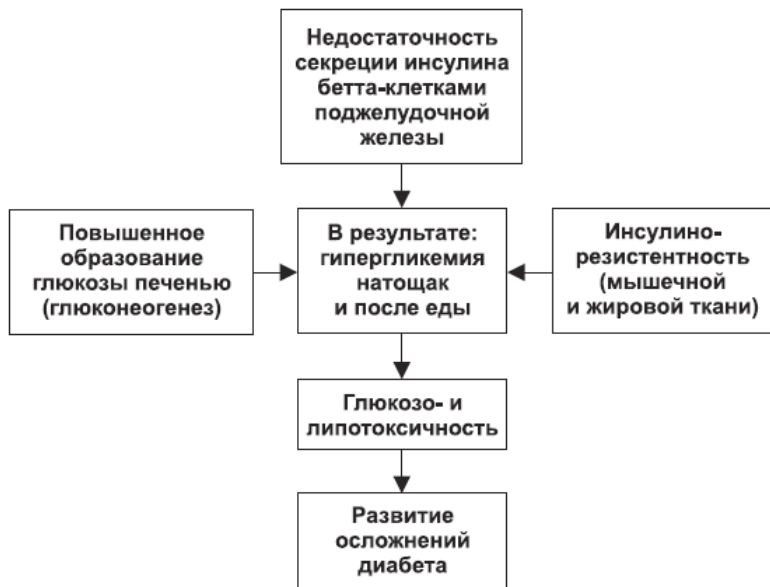 Недостаточность
секреции инсулина
бетта-клетками
поджелудочной
железы
Повышенное
образование
глюкозы печенью
(глюконеогенез)
В результате:
гипергликемия
натощак
и после еды
Инсулино-
резистентность
(мышечной
и жировой ткани)
Глюкозо- и
липотоксичность
Развитие
осложнений
диабета